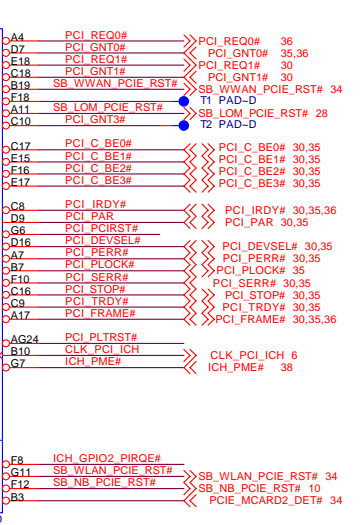 A4 PCI_REQ0# PCI_REQ0# 36
D7 PCI_GNT0# PCI_GNT0# 35,36
E18 PCI_REQ1# PCI_REQ1# 30
C18 PCI_GNT1# PCI_GNT1# 30
B19 SB_WWAN_PCIE_RST# SB_WWAN_PCIE_RST# 34
F18 T1 PAD~D
A11 SB_LOM_PCIE_RST# SB_LOM_PCIE_RST# 28
C10 PCI_GNT3# T2 PAD~D
C17 PCI_C_BE0# PCI_C_BE0# 30,35
E15 PCI_C_BE1# PCI_C_BE1# 30,35
F16 PCI_C_BE2# PCI_C_BE2# 30,35
E17 PCI_C_BE3# PCI_C_BE3# 30,35
C8 PCI_IRDY# PCI_IRDY# 30,35,36
D9 PCI_PAR PCI_PAR 30,35
G6 PCI_PCIRST#
D16 PCI_DEVSEL# PCI_DEVSEL# 30,35
A7 PCI_PERR# PCI_PERR# 30,35
B7 PCI_PLOCK# PCI_PLOCK# 35
F10 PCI_SERR# PCI_SERR# 30,35
C16 PCI_STOP# PCI_STOP# 30,35
C9 PCI_TRDY# PCI_TRDY# 30,35
A17 PCI_FRAME# PCI_FRAME# 30,35,36
AG24 PCI_PLTRST#
B10 CLK_PCI_ICH CLK_PCI_ICH 6
G7 ICH_PME# ICH_PME# 38
F8 ICH_GPIO2_PIRQE#
G11 SB_WLAN_PCIE_RST# SB_WLAN_PCIE_RST# 34
F12 SB_NB_PCIE_RST# SB_NB_PCIE_RST# 10
B3 PCIE_MCARD2_DET# 34